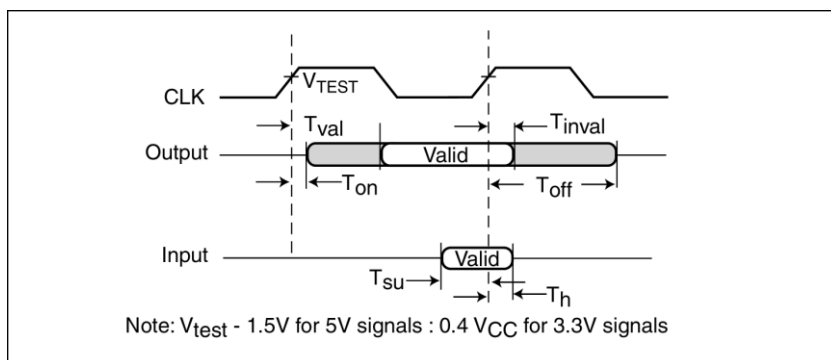 VTEST
CLK
Tval
Tinval
Output
Valid
Ton
Toff
Input
Valid
Tsu
Th
Note: Vtest - 1.5V for 5V signals : 0.4 VCC for 3.3V signals